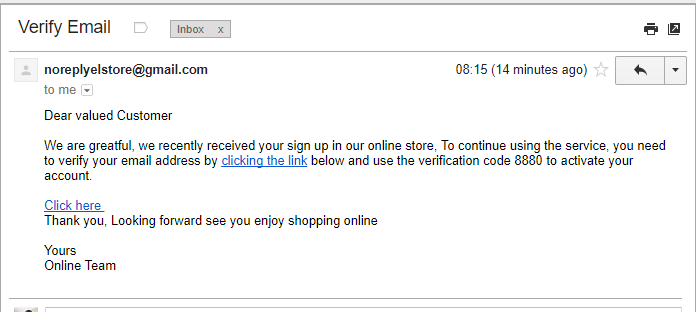 Verify Email
Inbox x
noreplyelstore@gmail.com
08:15 (14 minutes ago)
to me
Dear valued Customer
We are greatful, we recently received your sign up in our online store, To continue using the service, you need
to verify your email address by clicking the link below and use the verification code 8880 to activate your
account.
Click here
Thank you, Looking forward see you enjoy shopping online
Yours
Online Team